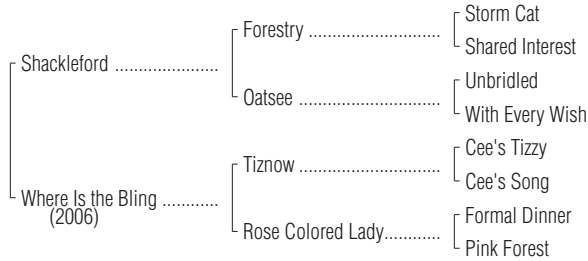 Storm Cat
Forestry ......................
Shared Interest
Shackleford .................
Unbridled
Oatsee ........................
With Every Wish
Cee's Tizzy
Tiznow ........................
Cee's Song
Where Is the Bling .........
(2006)
Formal Dinner
Rose Colored Lady...........
Pink Forest